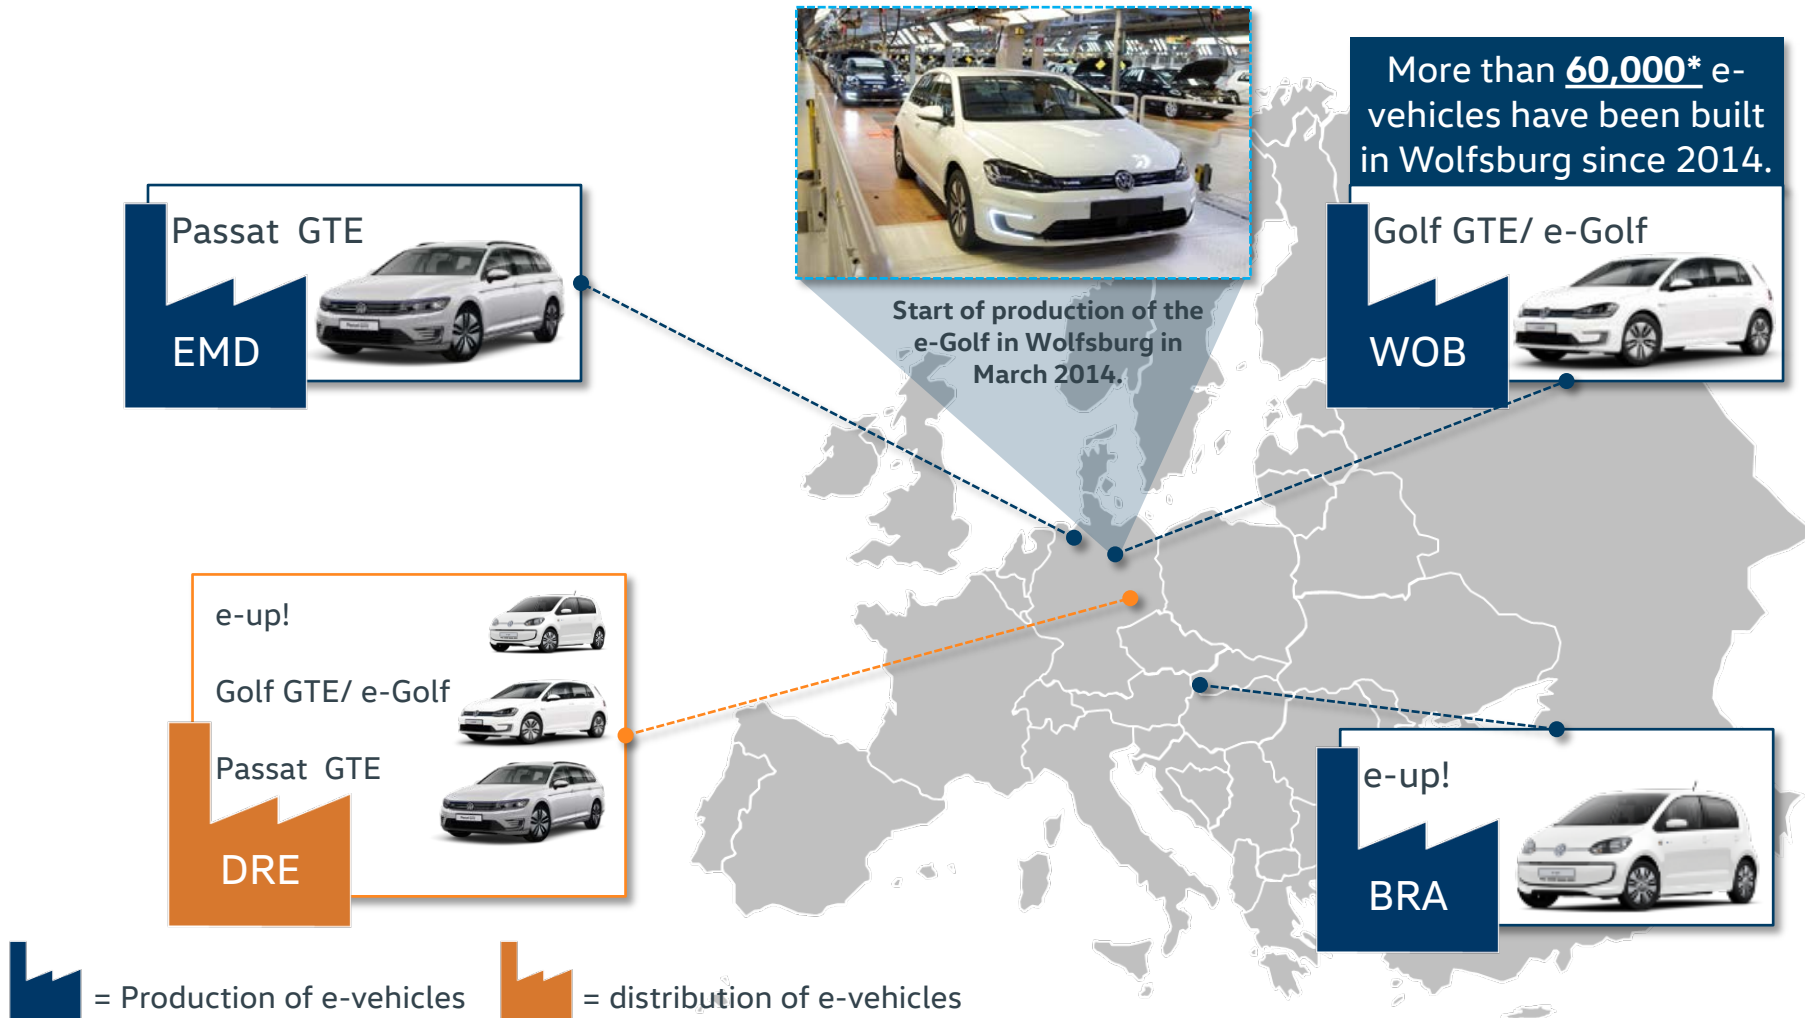 More than 60,000* e-
vehicles have been built
in Wolfsburg since 2014.
Passat GTE
EMD
Start of production of the
e-Golf in Wolfsburg in
March 2014.
Golf GTE/ e-Golf
WOB
e-up!
Golf GTE/ e-Golf
Passat GTE
DRE
e-up!
BRA
= Production of e-vehicles
= distribution of e-vehicles